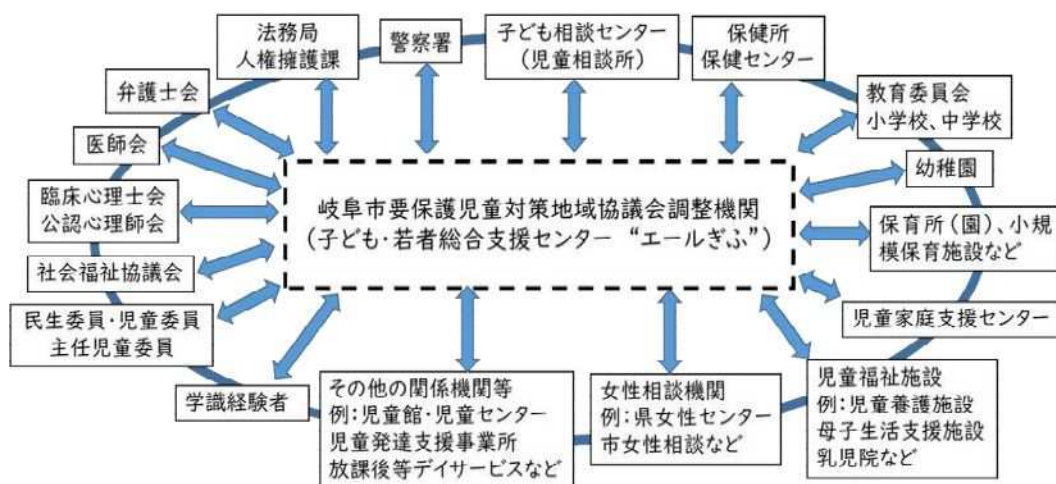 法務局
人権擁護課
警察署
子ども相談センター
(児童相談所)
保健所
保健センター
弁護士会
教育委員会
小学校、中学校
医師会
幼稚園
臨床心理士会
公認心理師会
岐阜市要保護児童対策地域協議会調整機関
(子ども・若者総合支援センター “エールぎふ”)
保育所(園)、小規
模保育施設など
社会福祉協議会
児童家庭支援センター
民生委員・児童委員
主任児童委員
学識経験者
その他の関係機関等
例:児童館・児童センター
児童発達支援事業所
放課後等デイサービスなど
女性相談機関
例:県女性センター
市女性相談など
児童福祉施設
例:児童養護施設
母子生活支援施設
乳児院など